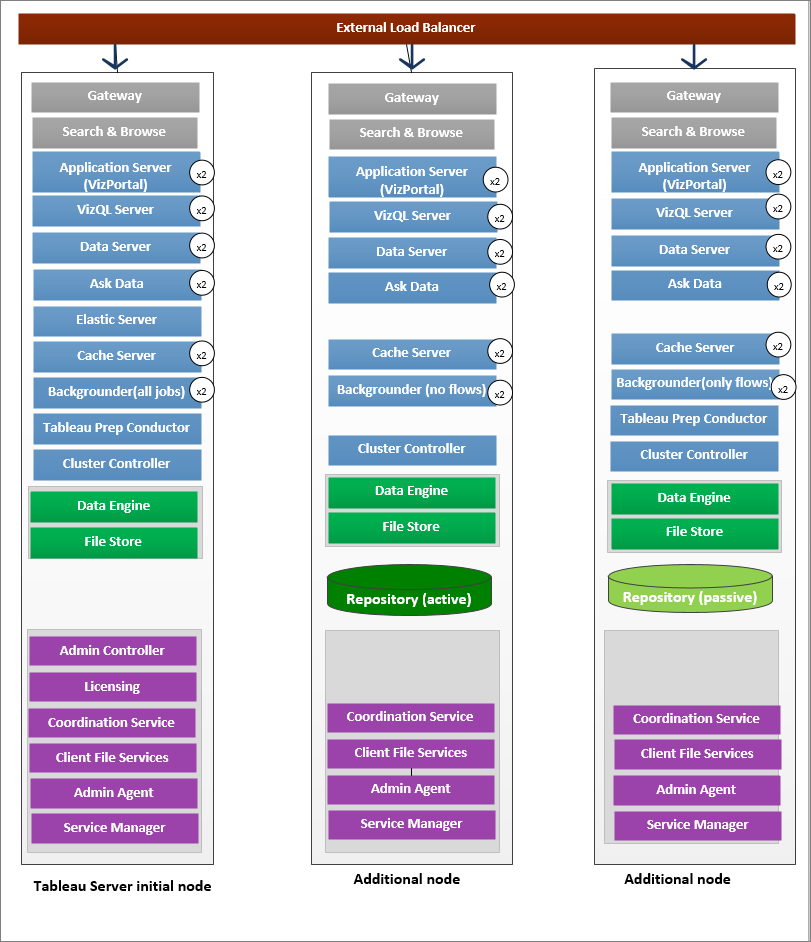 External Load Balancer
Gateway
Search & Browse
Application Server
(VizPortal)
x2
VizQL Server
x2
Data Server
x2
Ask Data
x2
Elastic Server
Cache Server
x2
Backgrounder(all jobs)
x2
Tableau Prep Conductor
Cluster Controller
Data Engine
File Store
Admin Controller
Licensing
Coordination Service
Client File Services
Admin Agent
Service Manager
Tableau Server initial node
Gateway
Search & Browse
Application Server
(VizPortal)
x2
VizQL Server
x2
Data Server
x2
Ask Data
x2
Cache Server
x2
Backgrounder (no flows)
x2
Cluster Controller
Data Engine
File Store
Repository (active)
Coordination Service
Client File Services
Admin Agent
Service Manager
Additional node
Gateway
Search & Browse
Application Server
(VizPortal)
x2
VizQL Server
x2
Data Server
x2
Ask Data
x2
Cache Server
x2
Backgrounder(only flows)
x2
Tableau Prep Conductor
Cluster Controller
Data Engine
File Store
Repository (passive)
Coordination Service
Client File Services
Admin Agent
Service Manager
Additional node